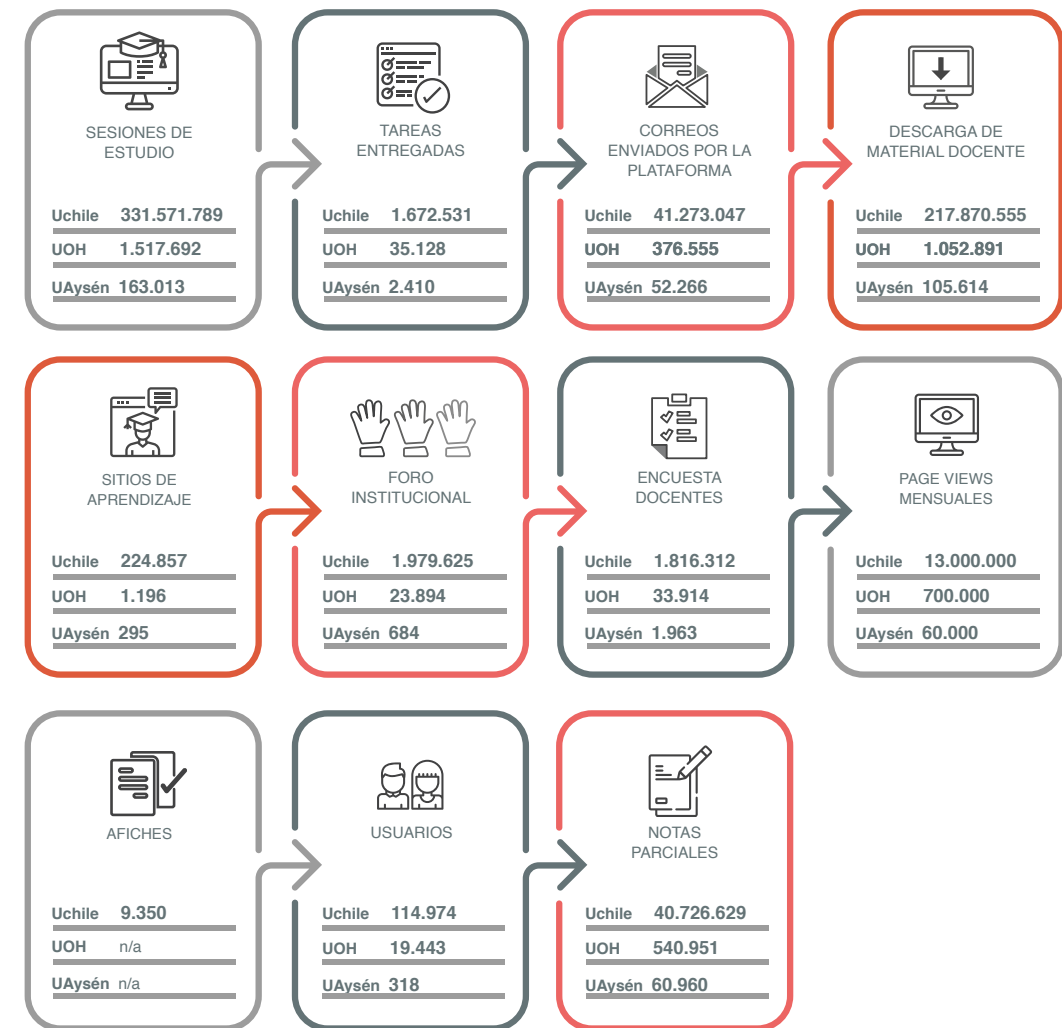 SESIONES DE
ESTUDIO
Uchile 331.571.789
UOH 1.517.692
UAysén 163.013
TAREAS
ENTREGADAS
Uchile 1.672.531
UOH 35.128
UAysén 2.410
CORREOS
ENVIADOS POR LA
PLATAFORMA
Uchile 41.273.047
UOH 376.555
UAysén 52.266
DESCARGA DE
MATERIAL DOCENTE
Uchile 217.870.555
UOH 1.052.891
UAysén 105.614
SITIOS DE
APRENDIZAJE
Uchile 224.857
UOH 1.196
UAysén 295
FORO
INSTITUCIONAL
Uchile 1.979.625
UOH 23.894
UAysén 684
ENCUESTA
DOCENTES
Uchile 1.816.312
UOH 33.914
UAysén 1.963
PAGE VIEWS
MENSUALES
Uchile 13.000.000
UOH 700.000
UAysén 60.000
AFICHES
Uchile 9.350
UOH n/a
UAysén n/a
USUARIOS
Uchile 114.974
UOH 19.443
UAysén 318
NOTAS
PARCIALES
Uchile 40.726.629
UOH 540.951
UAysén 60.960